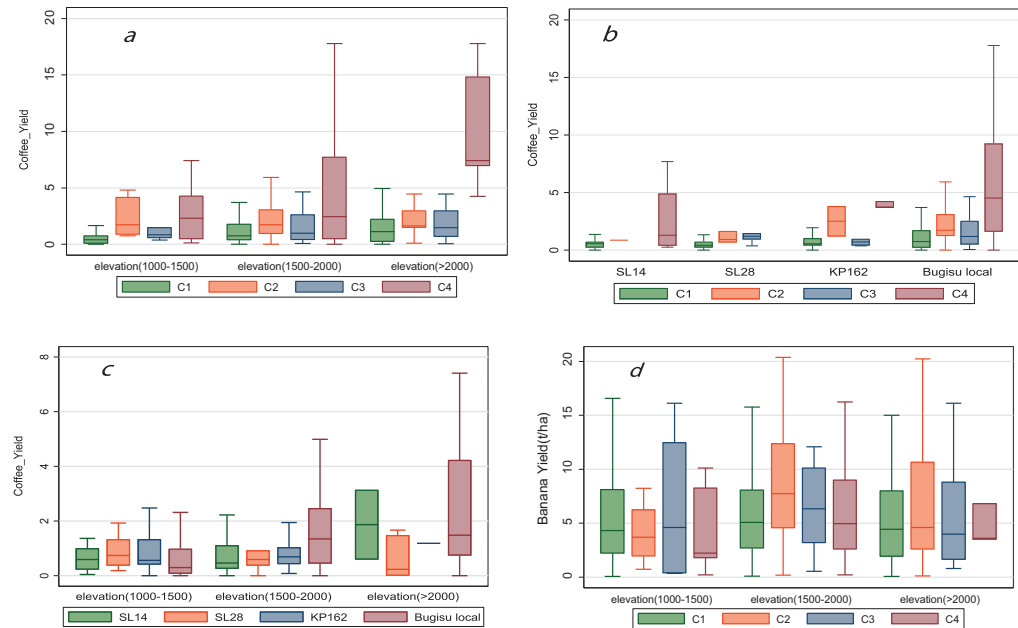 a
20
15
10
5
0
Coffee_Yield
elevation(1000-1500) elevation(1500-2000) elevation(>2000)
C1 C2 C3 C4
b
20
15
10
5
0
Coffee_Yield
SL14 SL28 KP162 Bugisu local
C1 C2 C3 C4
c
8
6
4
2
0
Coffee_Yield
elevation(1000-1500) elevation(1500-2000) elevation(>2000)
SL14 SL28 KP162 Bugisu local
d
20
15
10
5
0
Banana Yield(t/ha)
elevation(1000-1500) elevation(1500-2000) elevation(>2000)
C1 C2 C3 C4